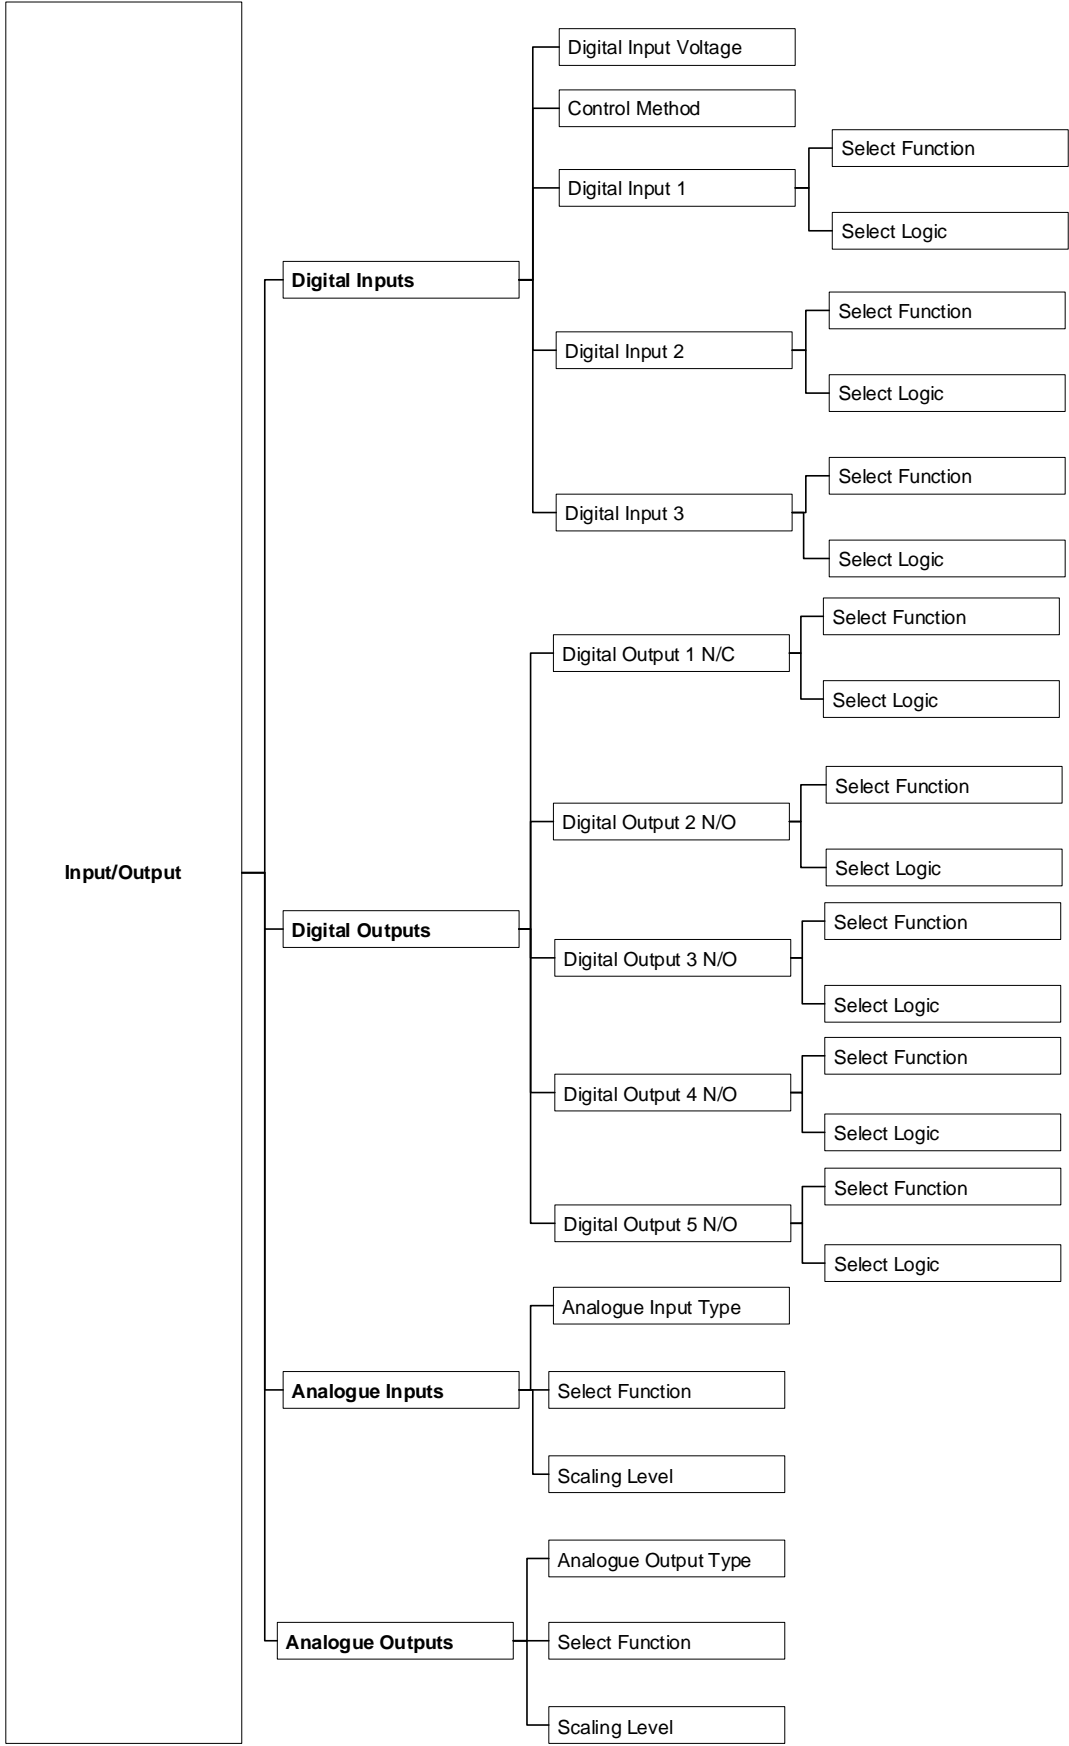 Input/Output
Digital Inputs
Digital Input Voltage
Control Method
Digital Input 1
Select Function
Select Logic
Digital Input 2
Select Function
Select Logic
Digital Input 3
Select Function
Select Logic
Digital Outputs
Digital Output 1 N/C
Select Function
Select Logic
Digital Output 2 N/O
Select Function
Select Logic
Digital Output 3 N/O
Select Function
Select Logic
Digital Output 4 N/O
Select Function
Select Logic
Digital Output 5 N/O
Select Function
Select Logic
Analogue Inputs
Analogue Input Type
Select Function
Scaling Level
Analogue Outputs
Analogue Output Type
Select Function
Scaling Level